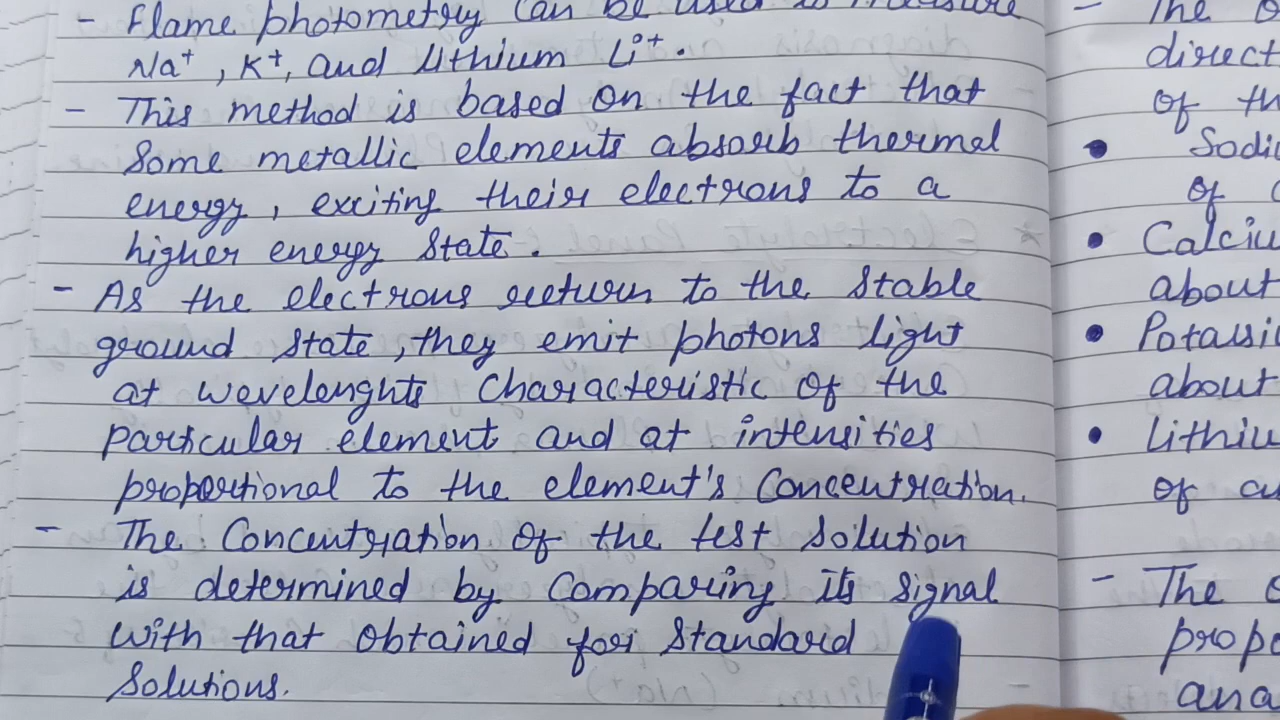 - Flame photometry can be used to measure
Na⁺, K⁺, and lithium Li⁺.
- This method is based on the fact that
some metallic elements absorb thermal
energy, exciting their electrons to a
higher energy state.
- As the electrons return to the stable
ground state, they emit photons light
at wavelenghts characteristic of the
particular element and at intensities
proportional to the element's concentration.
- The concentration of the test solution
is determined by comparing its signal
with that obtained for standard
solutions.
- The
direct
of th
• Sodi
of
• Calciu
about
• Potassi
about
• Lithiu
of
- The
prope
ana